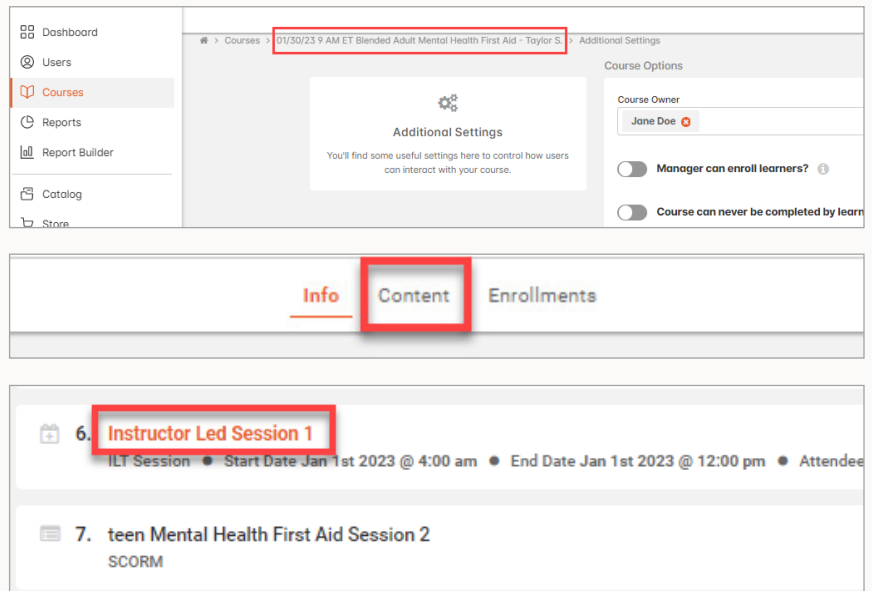 Dashboard
Users
Courses
Reports
Report Builder
Catalog
Store
> Courses > 01/30/23 9 AM ET Blended Adult Mental Health First Aid - Taylor S. > Additional Settings
Additional Settings
You'll find some useful settings here to control how users
can interact with your course.
Course Options
Course Owner
Jane Doe
Manager can enroll learners?
Course can never be completed by learn
Info Content Enrollments
6. Instructor Led Session 1
ILT Session ● Start Date Jan 1st 2023 @ 4:00 am ● End Date Jan 1st 2023 @ 12:00 pm ● Attendee
7. teen Mental Health First Aid Session 2
SCORM